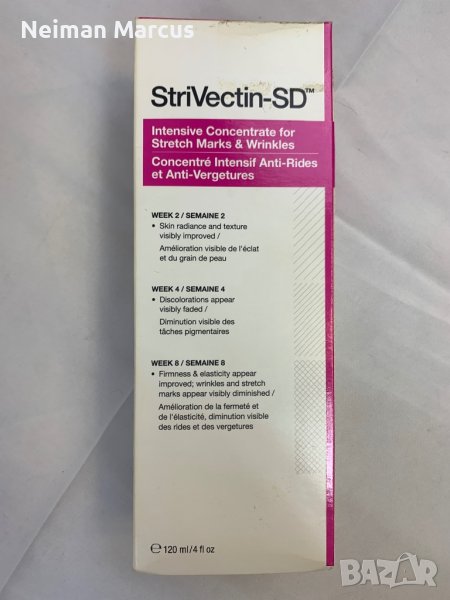 Neiman Marcus
StriVectin-SD™
Intensive Concentrate for
Stretch Marks & Wrinkles
Concentré Intensif Anti-Rides
et Anti-Vergetures
WEEK 2 / SEMAINE 2
• Skin radiance and texture
visibly improved /
Amélioration visible de l'éclat
et du grain de peau
WEEK 4 / SEMAINE 4
• Discolorations appear
visibly faded /
Diminution visible des
tâches pigmentaires
WEEK 8 / SEMAINE 8
• Firmness & elasticity appear
improved; wrinkles and stretch
marks appear visibly diminished /
Amélioration de la fermeté et
de l'élasticité, diminution visible
des rides et des vergetures
℮ 120 ml/4 fl oz
BAZAR